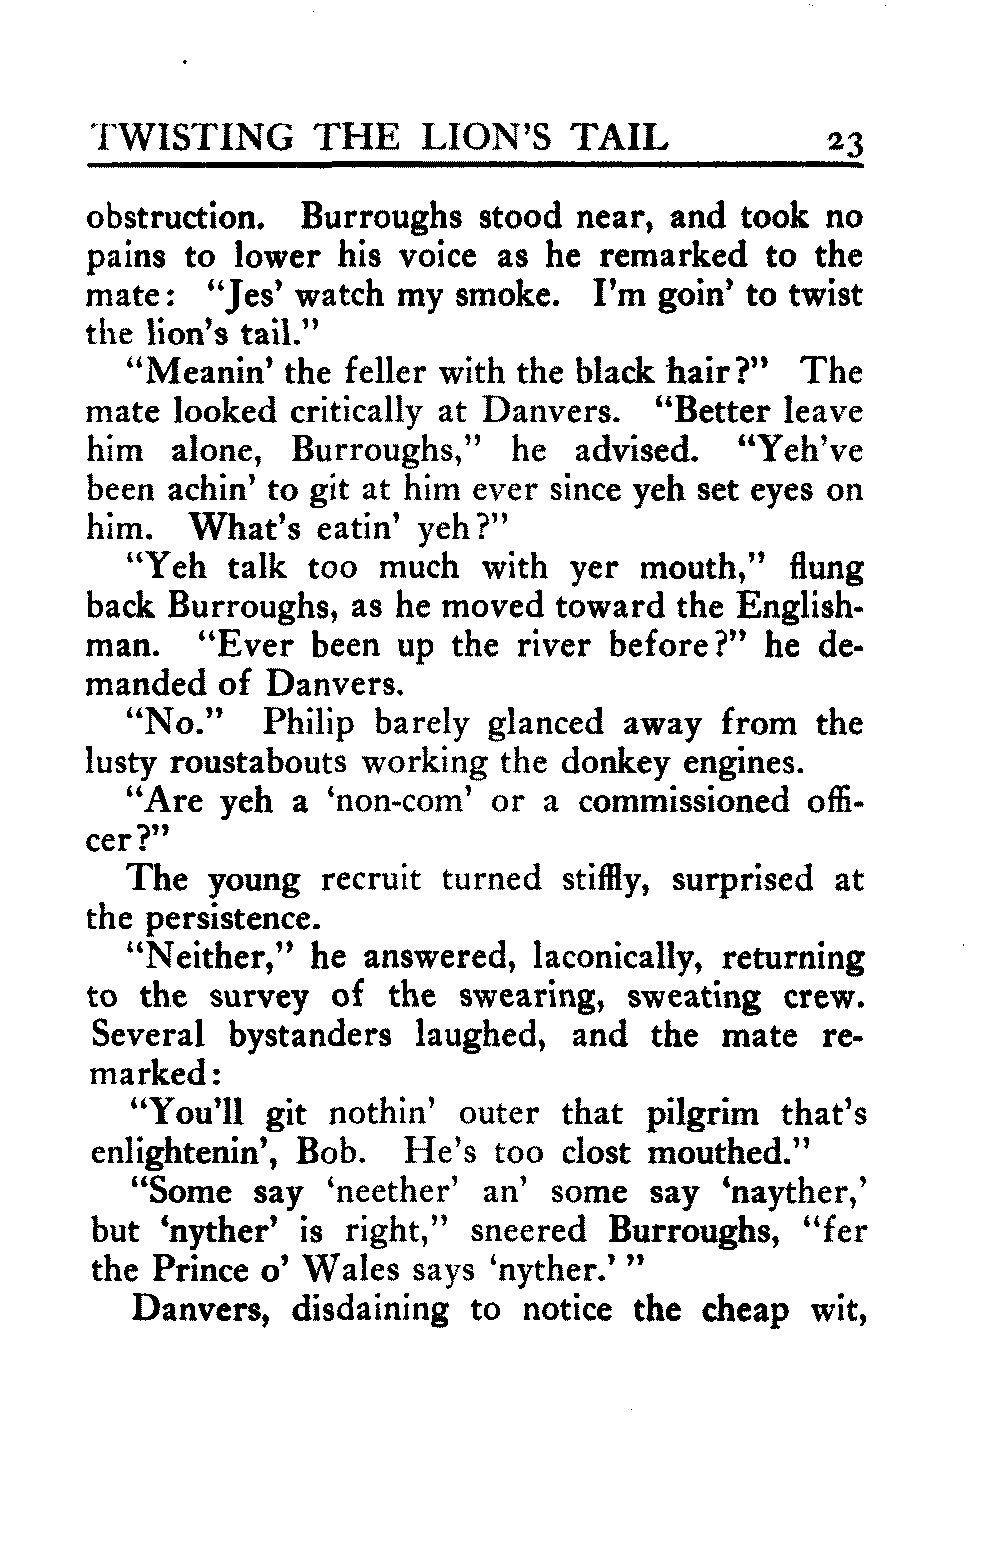 TWISTING THE LION'S TAIL 23
obstruction. Burroughs stood near, and took no
pains to lower his voice as he remarked to the
mate: "Jes' watch my smoke. I'm goin' to twist
the lion's tail."
"Meanin' the feller with the black hair?" The
mate looked critically at Danvers. "Better leave
him alone, Burroughs," he advised. "Yeh've
been achin' to git at him ever since yeh set eyes on
him. What's eatin' yeh?"
"Yeh talk too much with yer mouth," flung
back Burroughs, as he moved toward the English-
man. "Ever been up the river before?" he de-
manded of Danvers.
"No." Philip barely glanced away from the
lusty roustabouts working the donkey engines.
"Are yeh a 'non-com' or a commissioned offi-
cer?"
The young recruit turned stiffly, surprised at
the persistence.
"Neither," he answered, laconically, returning
to the survey of the swearing, sweating crew.
Several bystanders laughed, and the mate re-
marked:
"You'll git nothin' outer that pilgrim that's
enlightenin', Bob. He's too clost mouthed."
"Some say 'neether' an' some say 'nayther,'
but 'nyther' is right," sneered Burroughs, "fer
the Prince o' Wales says 'nyther.' "
Danvers, disdaining to notice the cheap wit,